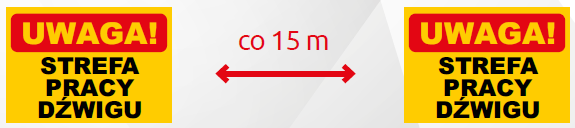 UWAGA!
STREFA
PRACY
DŹWIGU
co 15 m
UWAGA!
STREFA
PRACY
DŹWIGU